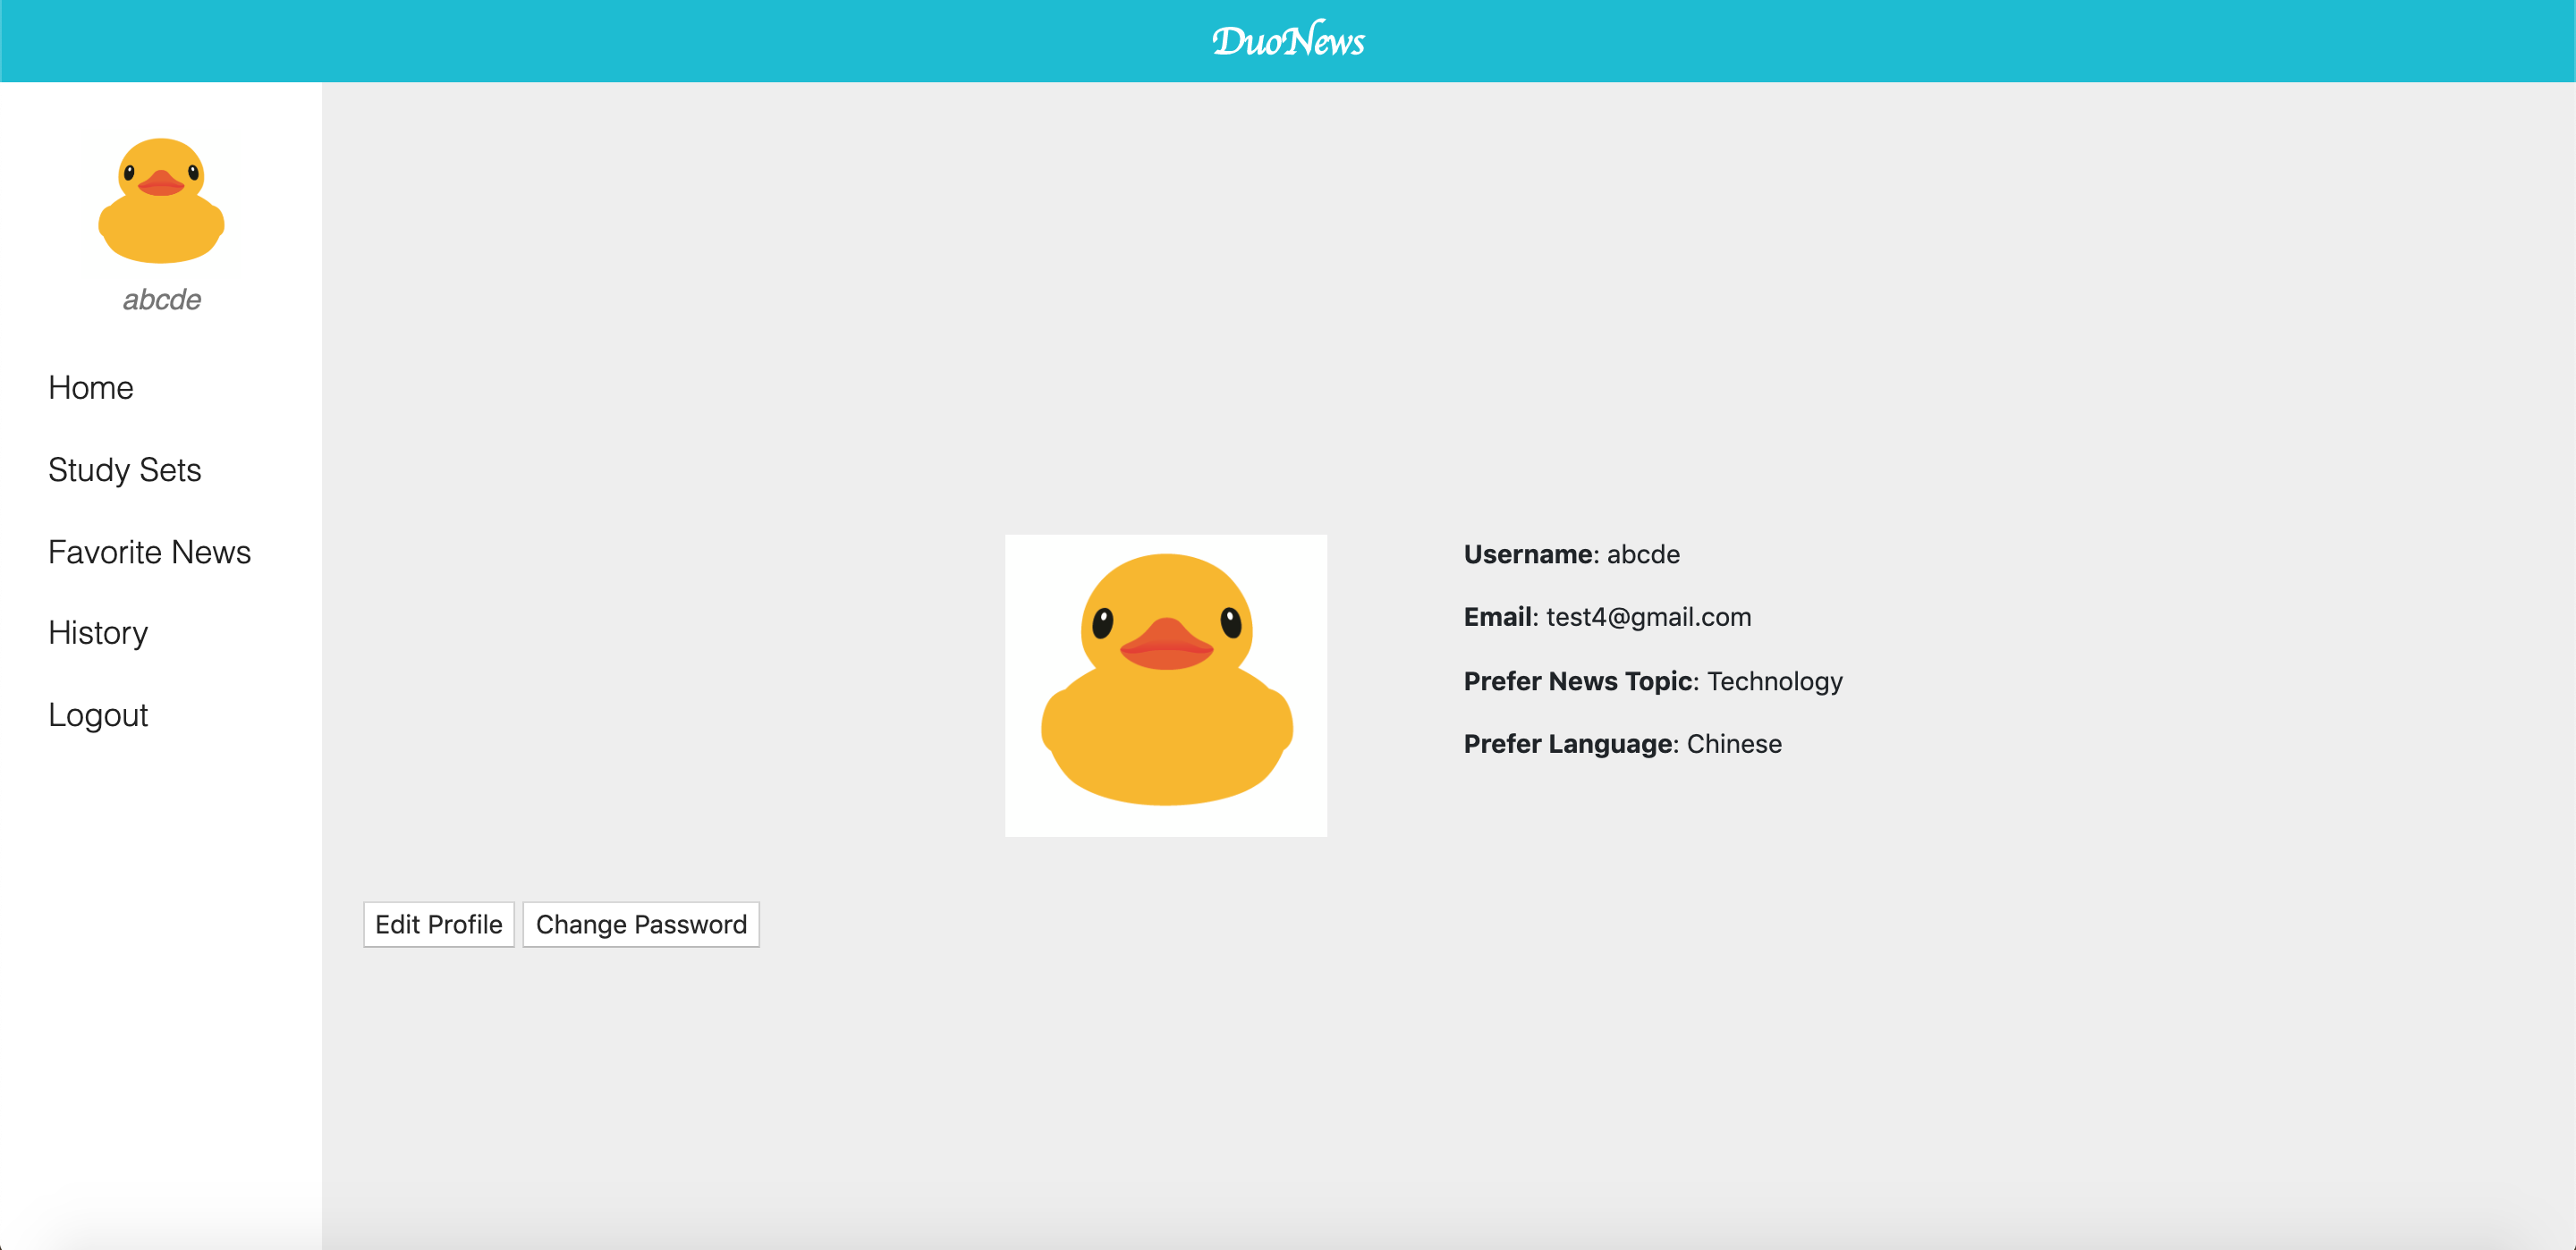 DuoNews
abcde
Home
Study Sets
Favorite News
History
Logout
Username: abcde
Email: test4@gmail.com
Prefer News Topic: Technology
Prefer Language: Chinese
Edit Profile Change Password